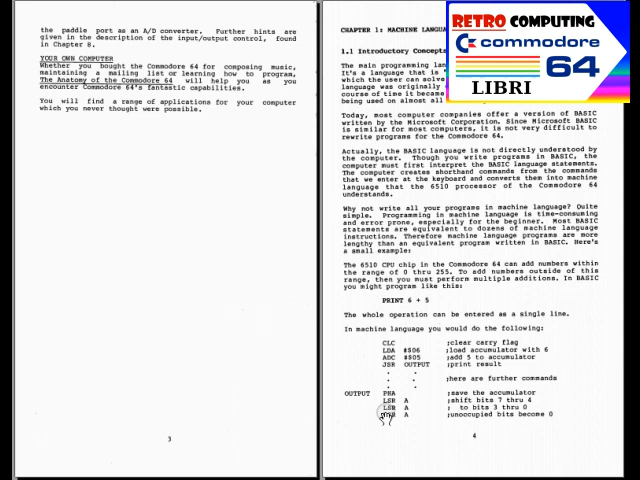 the paddle port as an A/D converter. Further hints are
given in the description of the input/output control, found
in Chapter 8.
YOUR OWN COMPUTER
Whether you bought the Commodore 64 for composing music,
maintaining a mailing list or learning how to program,
The Anatomy of the Commodore 64 will help you as you
encounter Commodore 64's fantastic capabilities.
You will find a range of applications for your computer
which you never thought were possible.
3
CHAPTER 1: MACHINE LANGUA
1.1 Introductory Concepts
The main programming lan
It's a language that is "
which the user can solve
language was originally
course of time it became
being used on almost all
Today, most computer companies offer a version of BASIC
written by the Microsoft Corporation. Since Microsoft BASIC
is similar for most computers, it is not very difficult to
rewrite programs for the Commodore 64.
Actually, the BASIC language is not directly understood by
the computer. Though you write programs in BASIC, the
computer must first interpret the BASIC language statements.
The computer creates shorthand commands from the commands
that we enter at the keyboard and converts them into machine
language that the 6510 processor of the Commodore 64
understands.
Why not write all your programs in machine language? Quite
simple. Programming in machine language is time-consuming
and error prone, especially for the beginner. Most BASIC
statements are equivalent to dozens of machine language
instructions. Therefore machine language programs are more
lengthy than an equivalent program written in BASIC. Here's
a small example:
The 6510 CPU chip in the Commodore 64 can add numbers within
the range of 0 thru 255. To add numbers outside of this
range, then you must perform multiple additions. In BASIC
you might program like this:
PRINT 6 + 5
The whole operation can be entered as a single line.
In machine language you would do the following:
CLC ;clear carry flag
LDA #$06 ;load accumulator with 6
ADC #$05 ;add 5 to accumulator
JSR OUTPUT ;print result
. .
. . ;here are further commands
. .
OUTPUT PHA ;save the accumulator
LSR A ;shift bits 7 thru 4
LSR A ; to bits 3 thru 0
A ;unoccupied bits become 0
4
RETRO COMPUTING
commodore
64
LIBRI